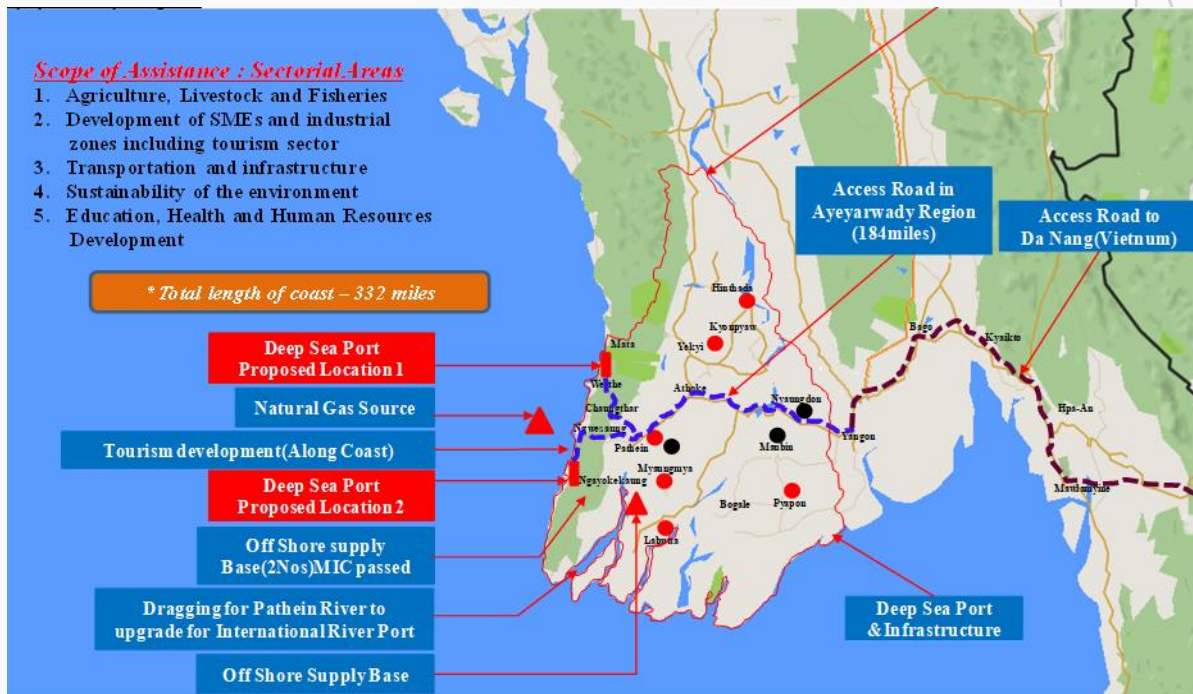 Scope of Assistance : Sectorial Areas
1. Agriculture, Livestock and Fisheries
2. Development of SMEs and industrial
zones including tourism sector
3. Transportation and infrastructure
4. Sustainability of the environment
5. Education, Health and Human Resources
Development
* Total length of coast – 332 miles
Deep Sea Port
Proposed Location 1
Natural Gas Source
Tourism development(Along Coast)
Deep Sea Port
Proposed Location 2
Off Shore supply
Base(2Nos)MIC passed
Dragging for Pathein River to
upgrade for International River Port
Off Shore Supply Base
Access Road in
Ayeyarwady Region
(184miles)
Access Road to
Da Nang(Vietnum)
Deep Sea Port
&Infrastructure
Hinthada
Kyonpyaw
Yekyi
Mata
Chaungthar
Ngwesaung
Athoke
Nyaungdon
Pathein
Maubin
Yangon
Bago
Kyaikto
Hpa-An
Maulamyine
Ngayokekaung
Myaungmya
Bogale
Pyapon
Laputta